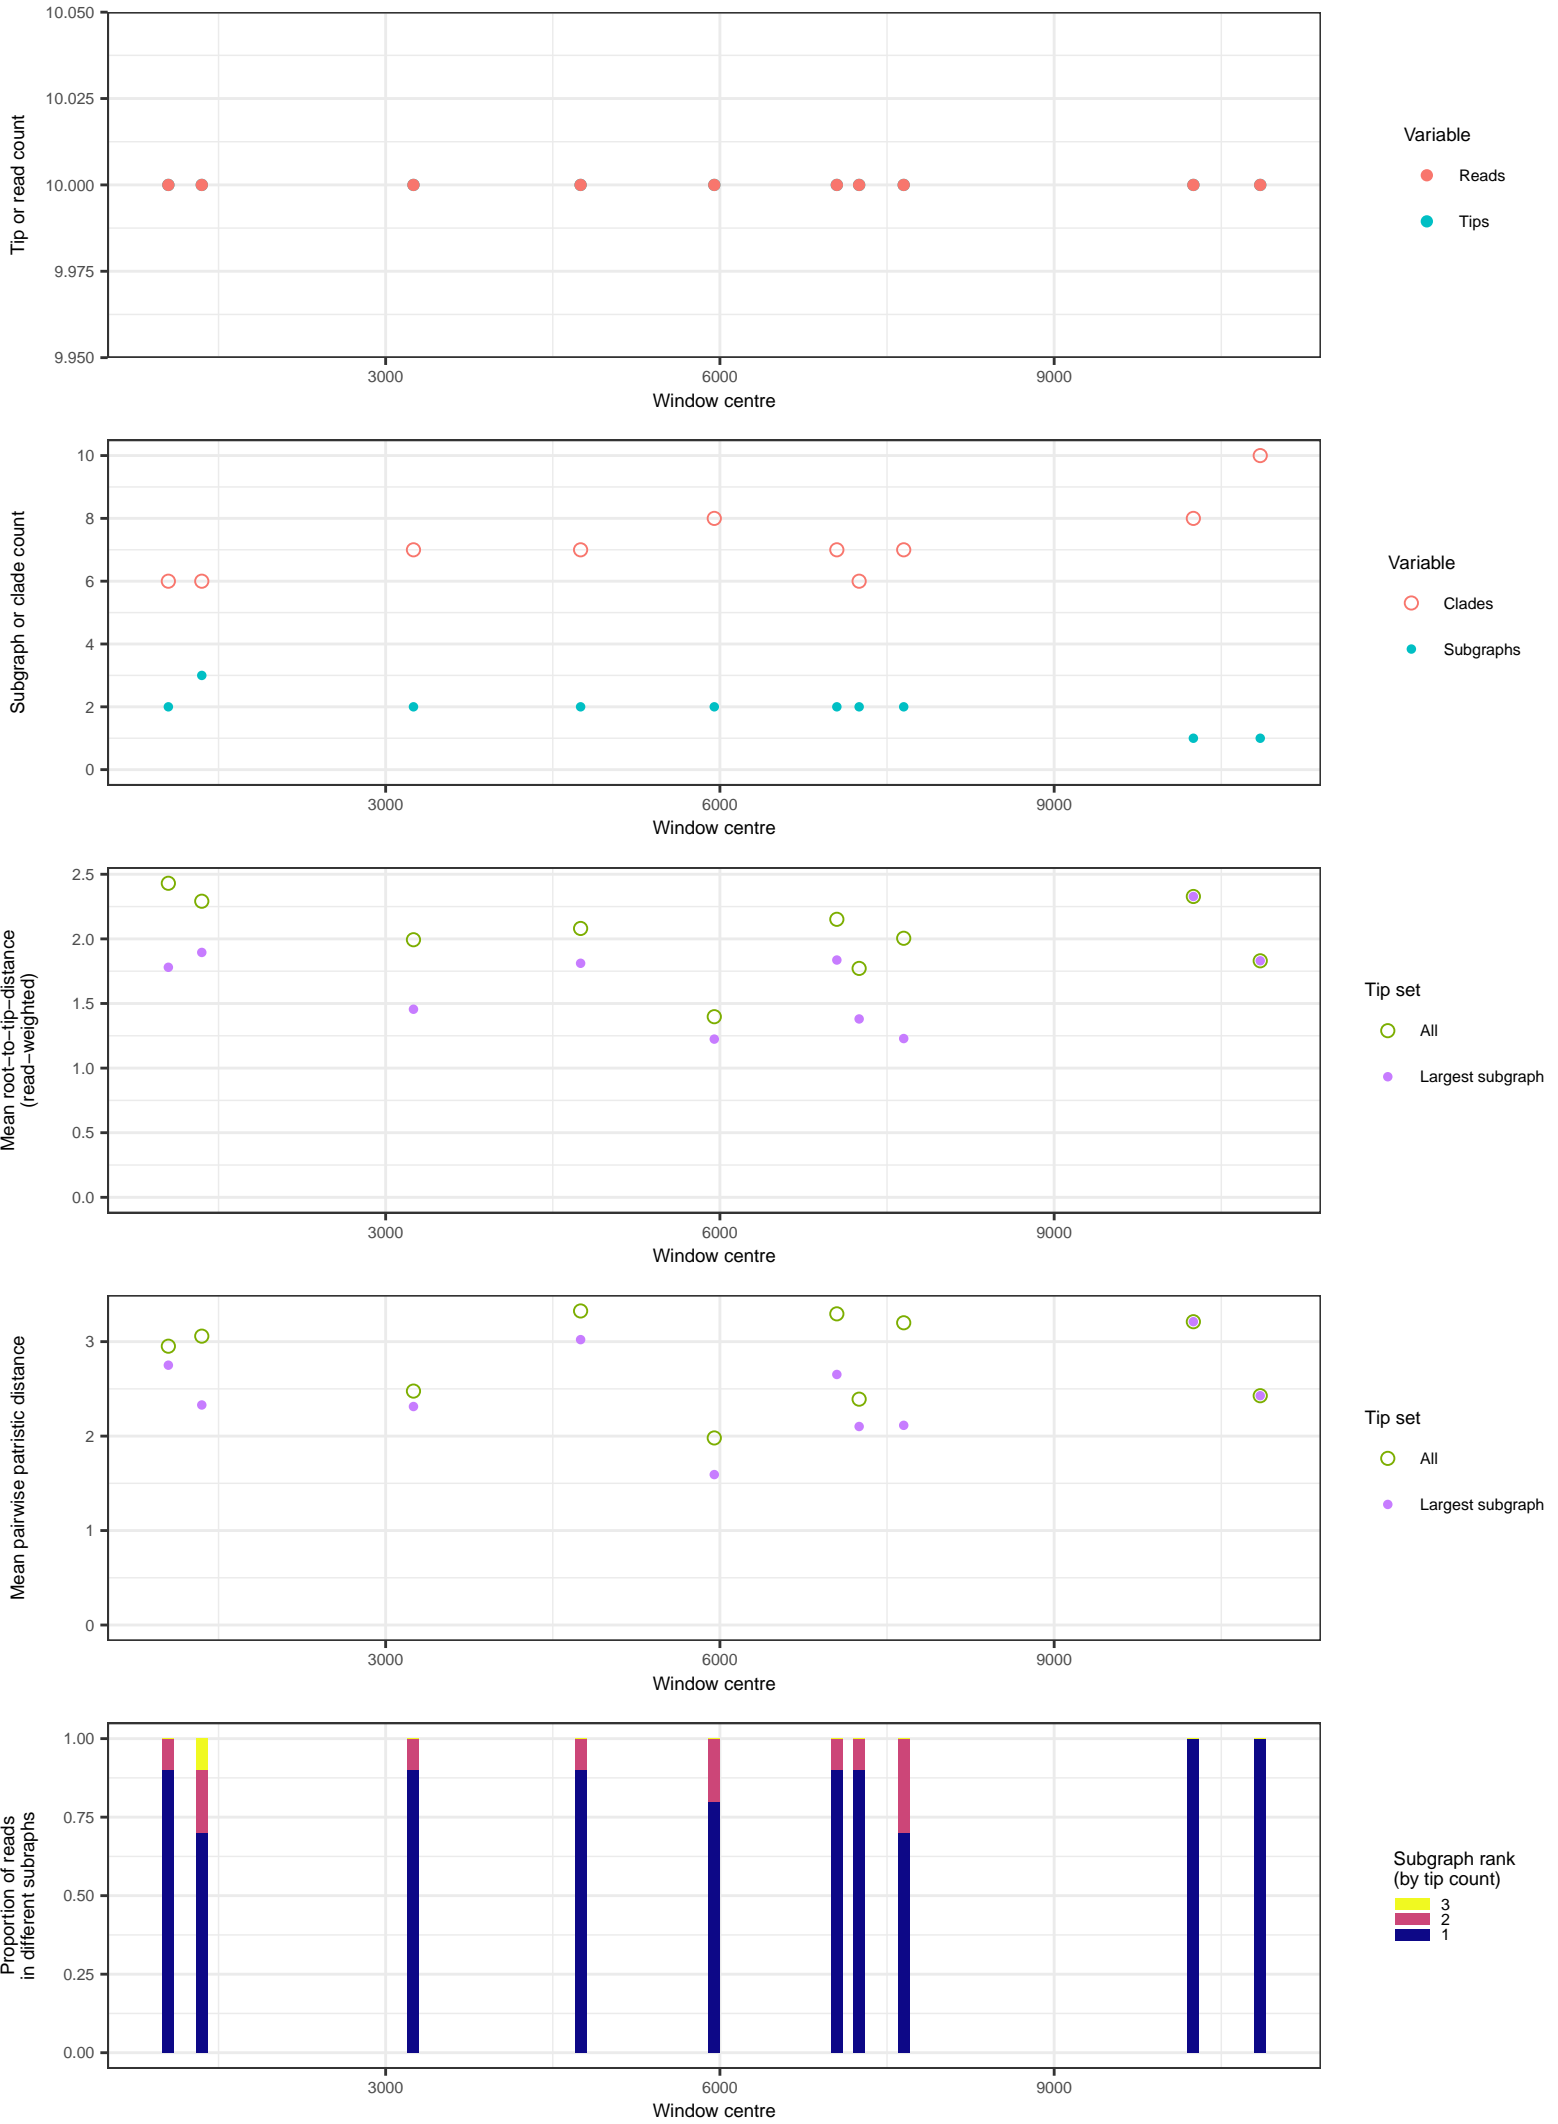 10.050
10.025
10.000
9.975
9.950
Tip or read count
3000
6000
9000
Window centre
Variable
Reads
Tips
10
8
6
4
2
0
Subgraph or clade count
3000
6000
9000
Window centre
Variable
Clades
Subgraphs
2.5
2.0
1.5
1.0
0.5
0.0
Mean root−to−tip−distance
(read−weighted)
3000
6000
9000
Window centre
Tip set
All
Largest subgraph
3
2
1
0
Mean pairwise patristic distance
3000
6000
9000
Window centre
Tip set
All
Largest subgraph
1.00
0.75
0.50
0.25
0.00
Proportion of reads
in different subraphs
3000
6000
9000
Window centre
Subgraph rank
(by tip count)
3
2
1